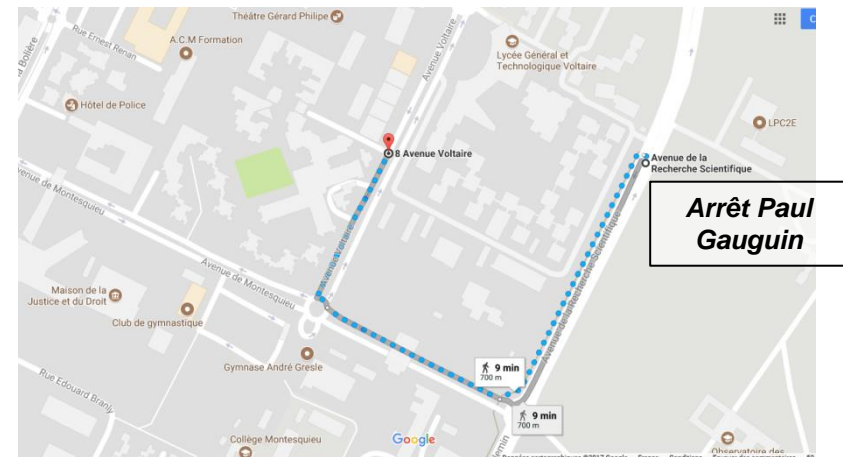 Théâtre Gérard Philipe
A.C.M Formation
Rue Ernest Renan
la Bolière
Hôtel de Police
Avenue Voltaire
Lycée Général et
Technologique Voltaire
LPC2E
8 Avenue Voltaire
Avenue de la
Recherche Scientifique
Arrêt Paul
Gauguin
Avenue de Montesquieu
Avenue Voltaire
Avenue de la Recherche Scientifique
Avenue de Montesquieu
Maison de la
Justice et du Droit
Club de gymnastique
Gymnase André Gresle
9 min
700 m
9 min
700 m
Rue Edouard Branly
Collège Montesquieu
Google
Observatoire des